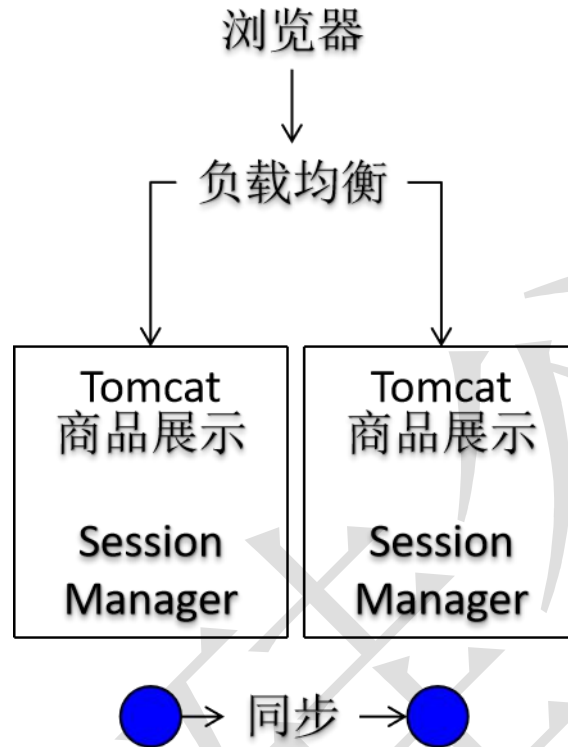 浏览器
负载均衡
Tomcat
商品展示
Session
Manager
Tomcat
商品展示
Session
Manager
同步